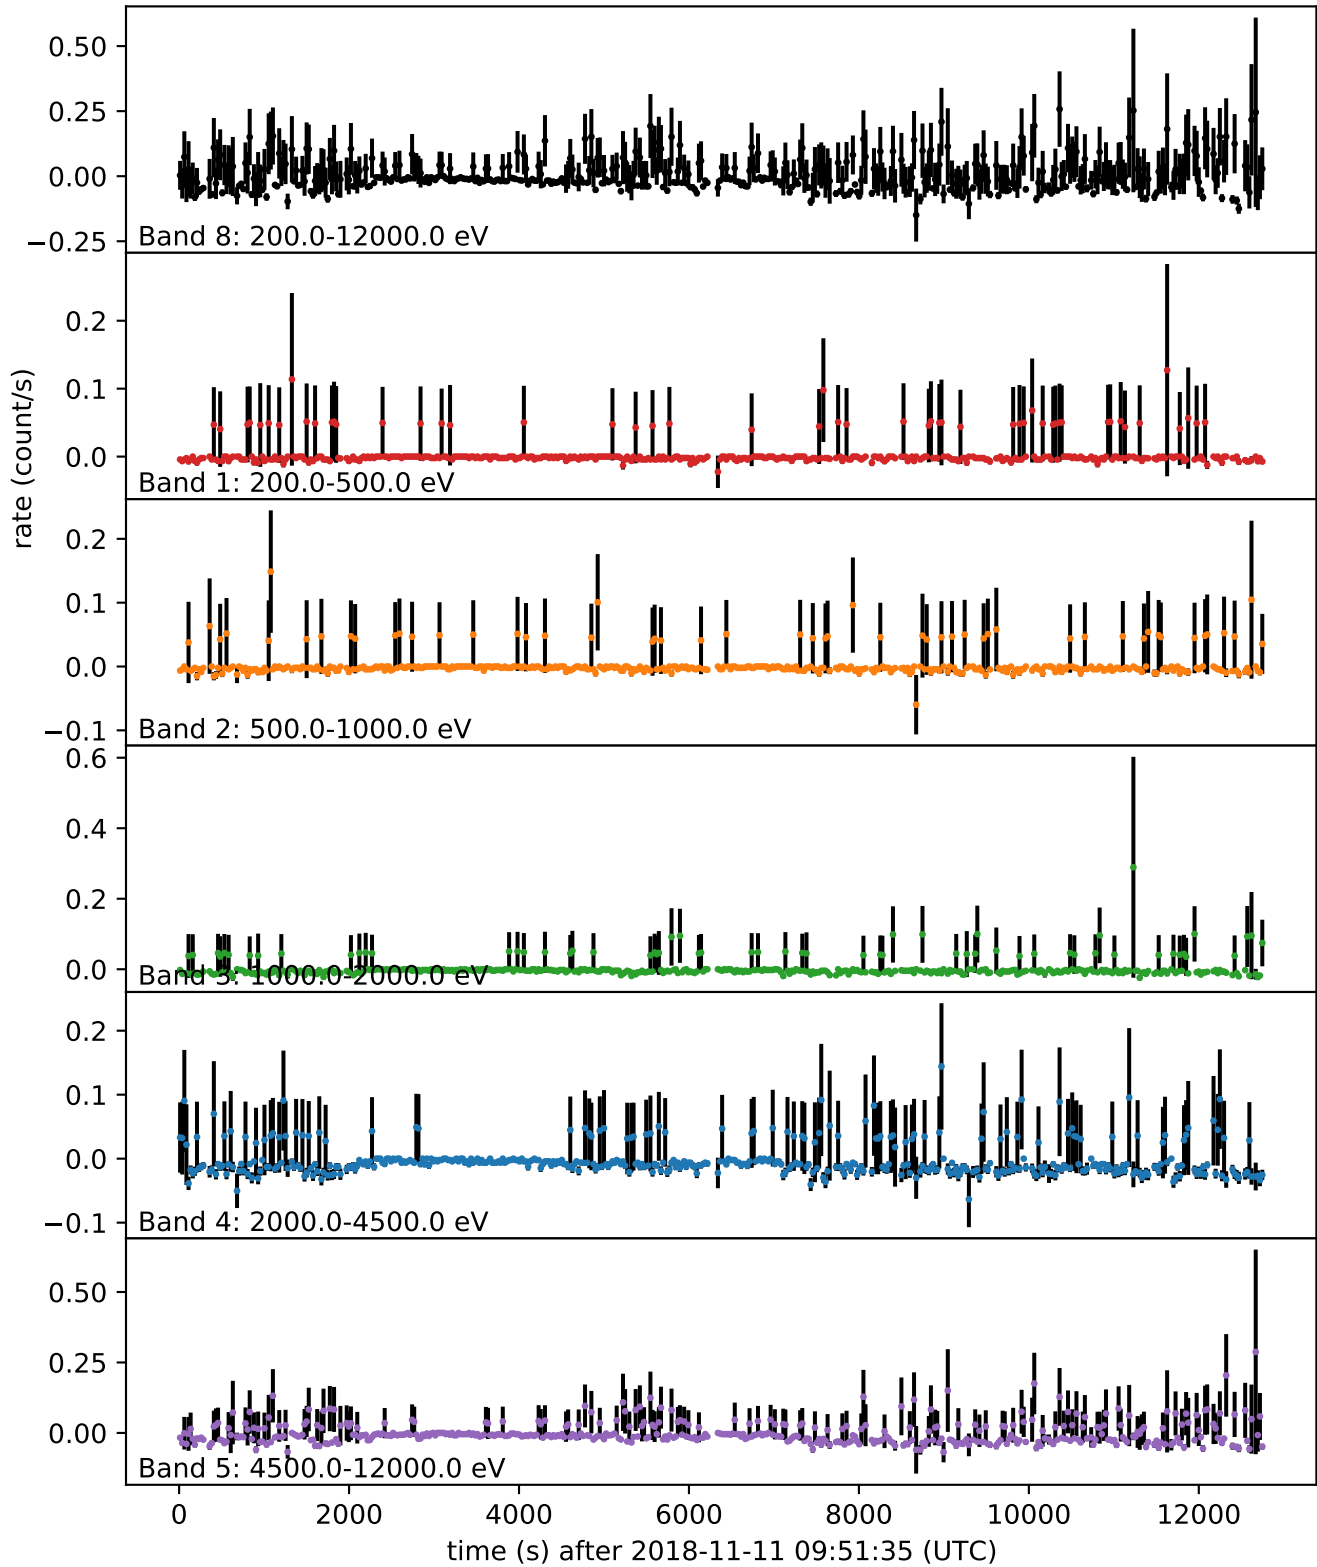 rate (count/s)
0.50
0.25
0.00
−0.25
Band 8: 200.0-12000.0 eV
0.2
0.1
0.0
Band 1: 200.0-500.0 eV
0.2
0.1
0.0
−0.1
Band 2: 500.0-1000.0 eV
0.6
0.4
0.2
0.0
Band 3: 1000.0-2000.0 eV
0.2
0.1
0.0
−0.1
Band 4: 2000.0-4500.0 eV
0.50
0.25
0.00
Band 5: 4500.0-12000.0 eV
0 2000 4000 6000 8000 10000 12000
time (s) after 2018-11-11 09:51:35 (UTC)